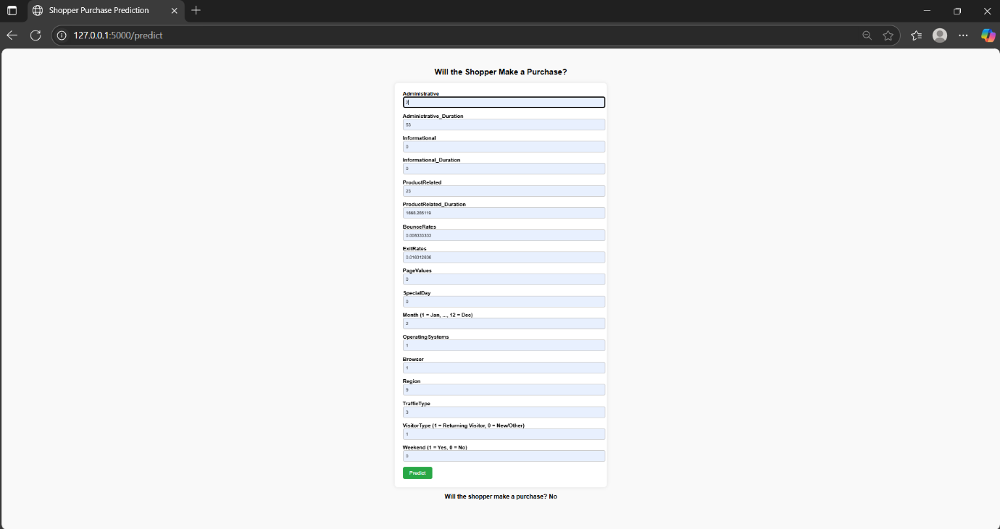 Shopper Purchase Prediction
127.0.0.1:5000/predict
Will the Shopper Make a Purchase?
Administrative
2
Administrative_Duration
53
Informational
0
Informational_Duration
0
ProductRelated
23
ProductRelated_Duration
1668.285119
BounceRates
0.008333333
ExitRates
0.016312636
PageValues
0
SpecialDay
0
Month (1 = Jan, ..., 12 = Dec)
2
OperatingSystems
1
Browser
1
Region
9
TrafficType
3
VisitorType (1 = Returning Visitor, 0 = New/Other)
1
Weekend (1 = Yes, 0 = No)
0
Predict
Will the shopper make a purchase? No